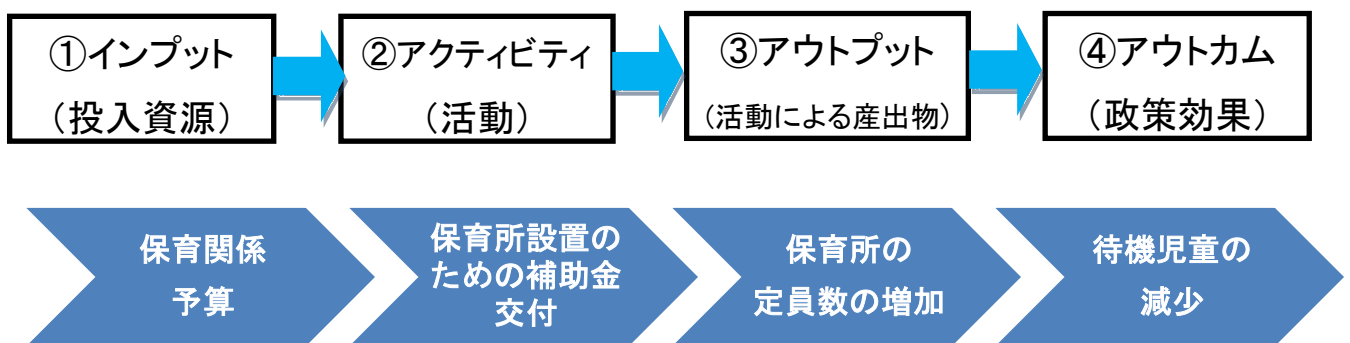 ①インプット
（投入資源）
②アクティビティ
（活動）
③アウトプット
（活動による産出物）
④アウトカム
（政策効果）
保育関係
予算
保育所設置の
ための補助金
交付
保育所の
定員数の増加
待機児童の
減少